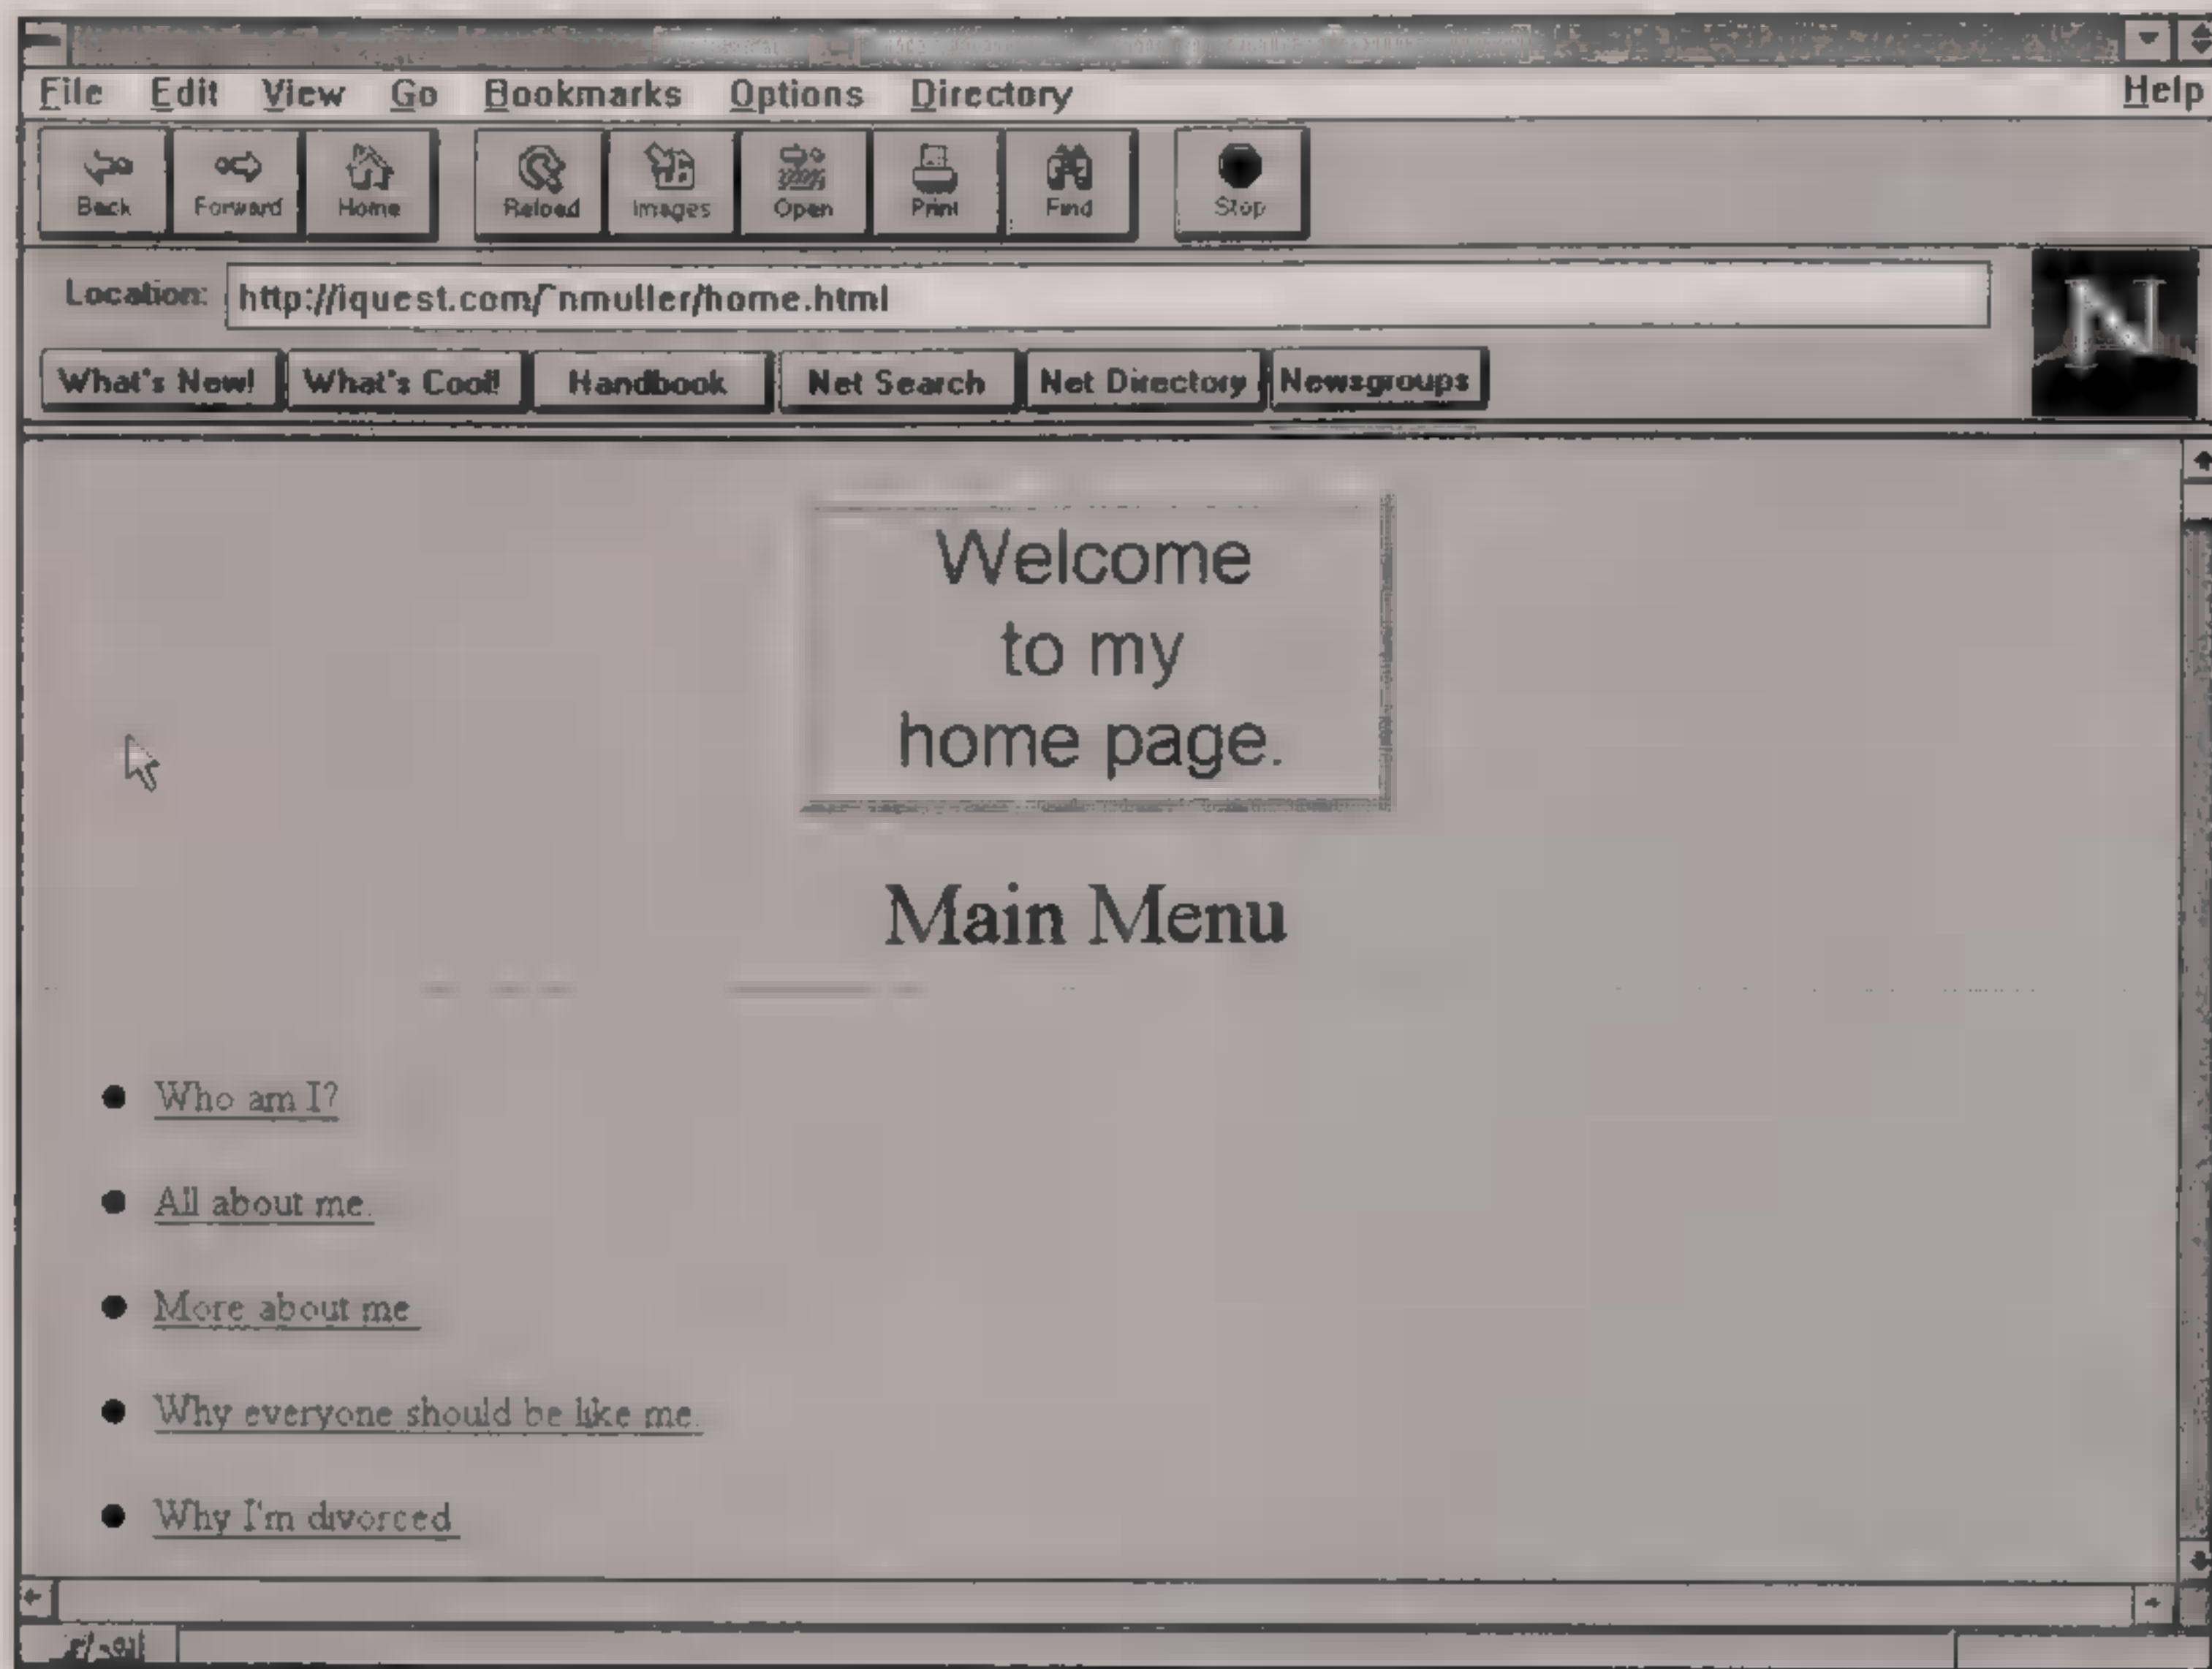 File Edit View Go Bookmarks Options Directory Help
Back Forward Home Reload Images Open Print Find Stop
Location: http://iquest.com/~nmuller/home.html
N
What's New! What's Cool! Handbook Net Search Net Directory Newsgroups
Welcome
to my
home page.
Main Menu
Who am I?
All about me.
More about me
Why everyone should be like me.
Why I'm divorced